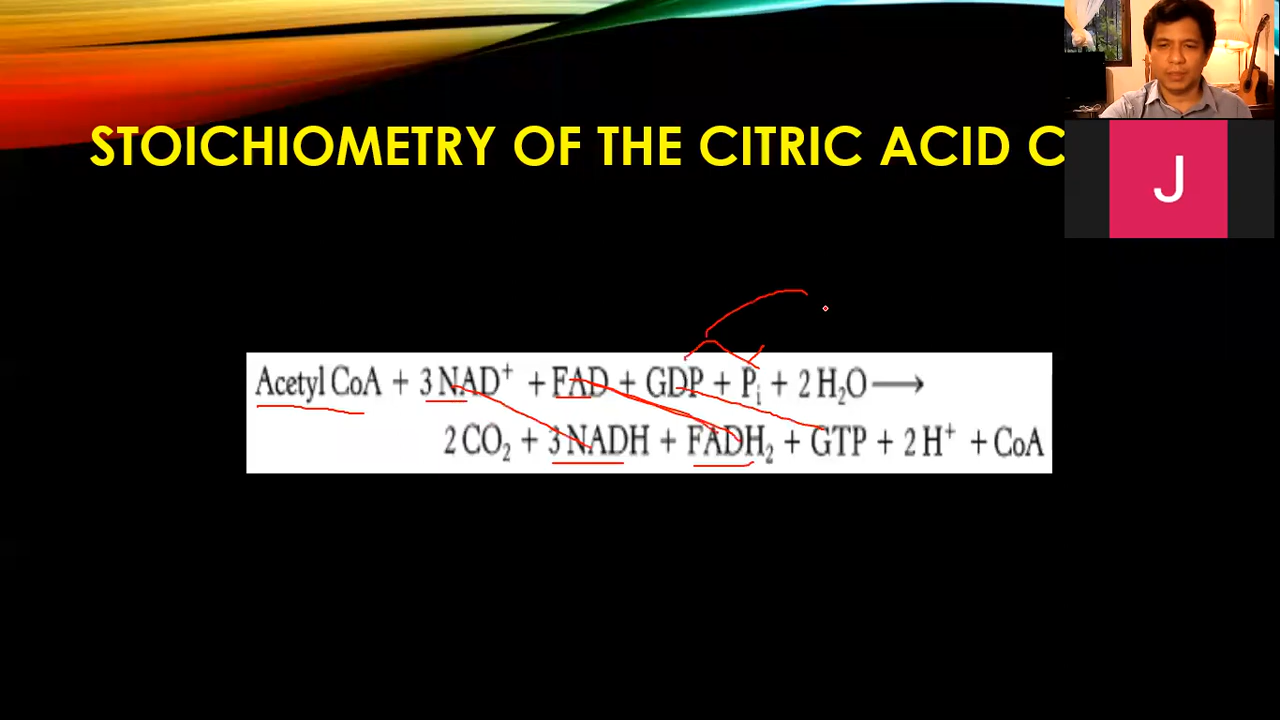 STOICHIOMETRY OF THE CITRIC ACID C
J
Acetyl CoA + 3 NAD⁺ + FAD + GDP + Pᵢ + 2 H₂O ⟶
2 CO₂ + 3 NADH + FADH₂ + GTP + 2 H⁺ + CoA